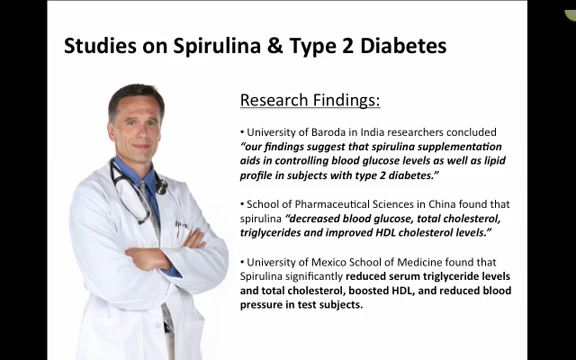 Studies on Spirulina & Type 2 Diabetes
Research Findings:
• University of Baroda in India researchers concluded
“our findings suggest that spirulina supplementation
aids in controlling blood glucose levels as well as lipid
profile in subjects with type 2 diabetes.”
• School of Pharmaceutical Sciences in China found that
spirulina “decreased blood glucose, total cholesterol,
triglycerides and improved HDL cholesterol levels.”
• University of Mexico School of Medicine found that
Spirulina significantly reduced serum triglyceride levels
and total cholesterol, boosted HDL, and reduced blood
pressure in test subjects.